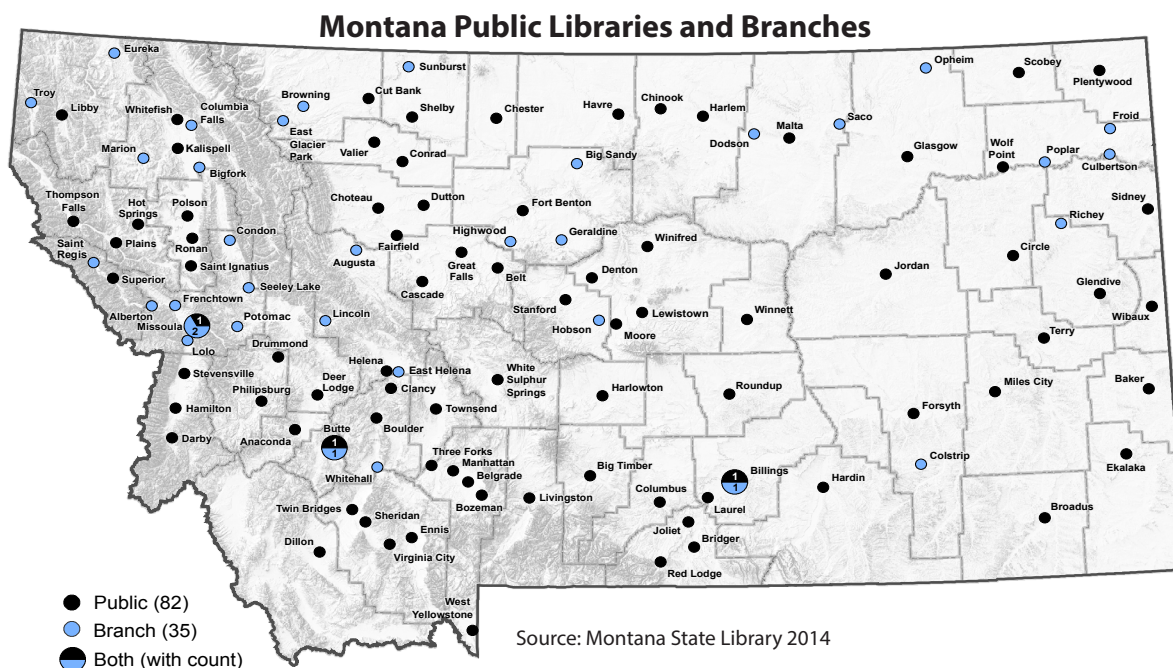 Montana Public Libraries and Branches
Eureka
Troy
Libby
Whitefish
Columbia
Falls
Browning
East
Glacier
Park
Sunburst
Cut Bank
Shelby
Chester
Havre
Chinook
Harlem
Dodson
Malta
Saco
Opheim
Scobey
Plentywood
Froid
Marion
Kalispell
Bigfork
Valier
Conrad
Big Sandy
Glasgow
Wolf
Point
Poplar
Culbertson
Thompson
Falls
Hot
Springs
Polson
Choteau
Dutton
Fort Benton
Sidney
Richey
Saint
Regis
Plains
Ronan
Condon
Fairfield
Augusta
Highwood
Geraldine
Winifred
Circle
Superior
Saint Ignatius
Great
Falls
Belt
Denton
Jordan
Glendive
Seeley Lake
Cascade
Stanford
Lewistown
Winnett
Wibaux
Alberton
Frenchtown
Missoula
1
2
Potomac
Lincoln
Hobson
Moore
Terry
Lolo
Drummond
Stevensville
Philipsburg
Deer
Lodge
Helena
East Helena
Clancy
White
Sulphur
Springs
Harlowton
Roundup
Miles City
Baker
Hamilton
Townsend
Forsyth
Darby
Anaconda
Butte
1
1
Boulder
Whitehall
Three Forks
Manhattan
Belgrade
Bozeman
Livingston
Big Timber
Billings
1
1
Laurel
Columbus
Hardin
Colstrip
Ekalaka
Twin Bridges
Sheridan
Ennis
Virginia City
Dillon
Joliet
Bridger
Red Lodge
Broadus
West
Yellowstone
Public (82)
Branch (35)
Both (with count)
Source: Montana State Library 2014